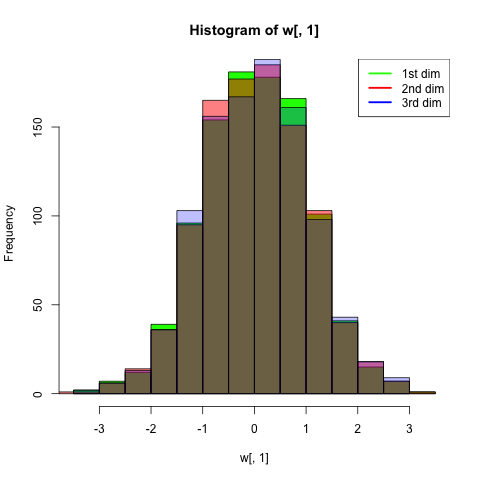 Histogram of w[, 1]
1st dim
2nd dim
3rd dim
Frequency
150
100
50
0
-3 -2 -1 0 1 2 3
w[, 1]